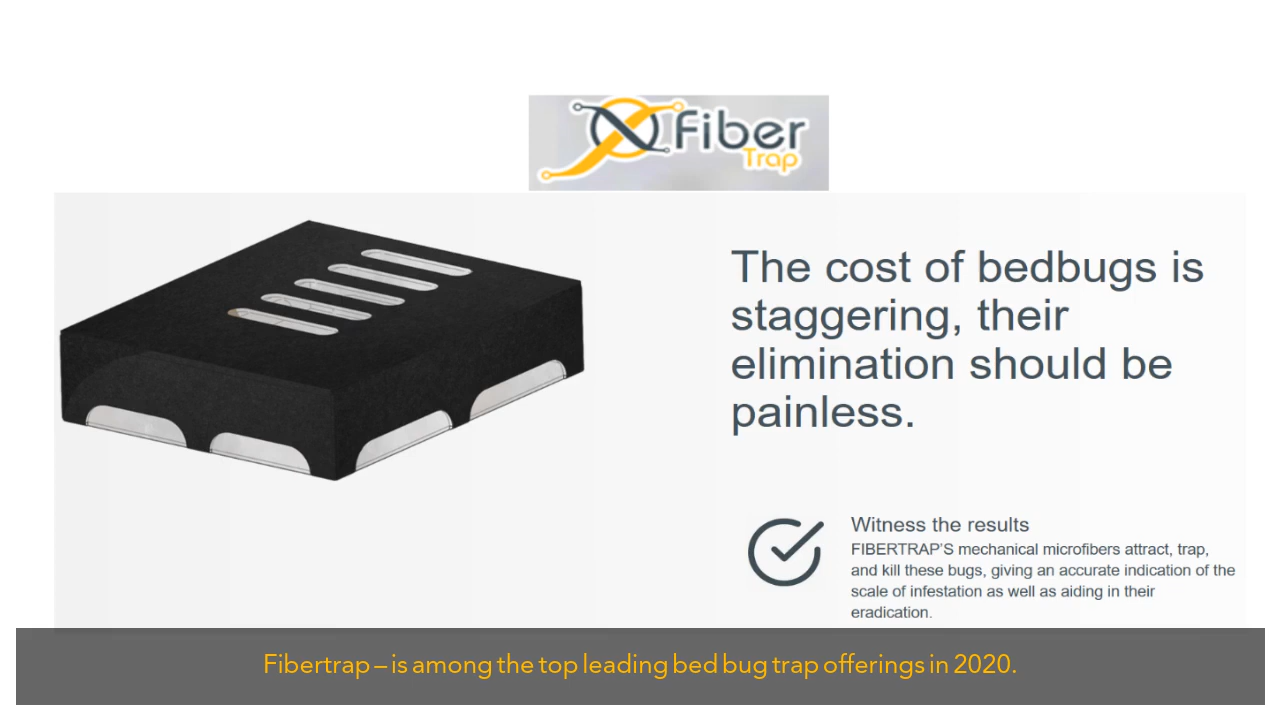 Fiber
Trap
The cost of bedbugs is
staggering, their
elimination should be
painless.
Witness the results
FIBERTRAP'S mechanical microfibers attract, trap,
and kill these bugs, giving an accurate indication of the
scale of infestation as well as aiding in their
eradication.
Fibertrap – is among the top leading bed bug trap offerings in 2020.